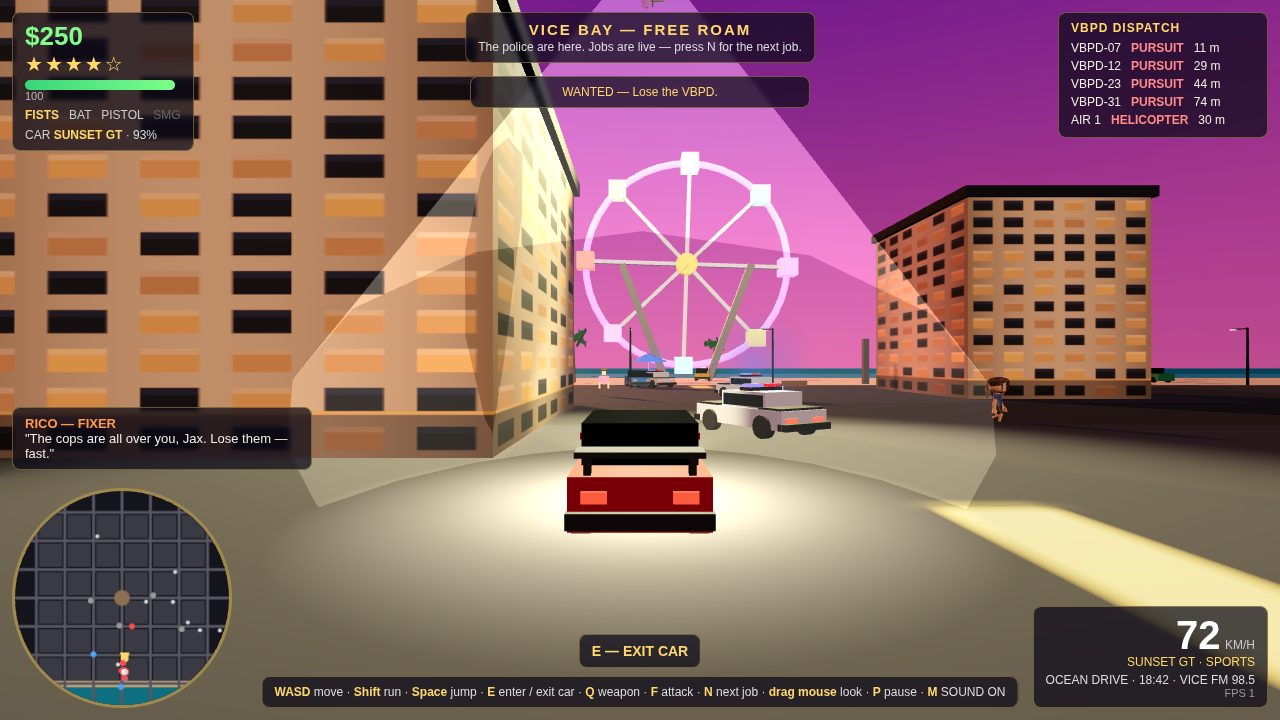 $250
★★★★☆
100
FISTS BAT PISTOL SMG
CAR SUNSET GT · 93%
VICE BAY — FREE ROAM
The police are here. Jobs are live — press N for the next job.
WANTED — Lose the VBPD.
VBPD DISPATCH
VBPD-07 PURSUIT 11 m
VBPD-12 PURSUIT 29 m
VBPD-23 PURSUIT 44 m
VBPD-31 PURSUIT 74 m
AIR 1 HELICOPTER 30 m
RICO — FIXER
"The cops are all over you, Jax. Lose them —
fast."
E — EXIT CAR
WASD move · Shift run · Space jump · E enter / exit car · Q weapon · F attack · N next job · drag mouse look · P pause · M SOUND ON
72 KM/H
SUNSET GT · SPORTS
OCEAN DRIVE · 18:42 · VICE FM 98.5
FPS 1